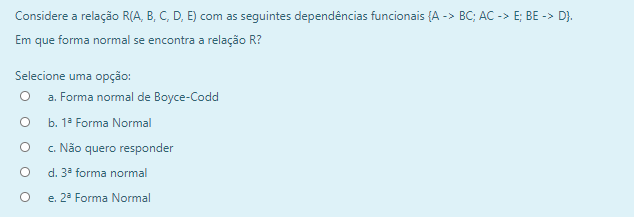 Considere a relação R(A, B, C, D, E) com as seguintes dependências funcionais {A -> BC; AC -> E; BE -> D}.
Em que forma normal se encontra a relação R?
Selecione uma opção:
a. Forma normal de Boyce-Codd
b. 1ª Forma Normal
c. Não quero responder
d. 3ª forma normal
e. 2ª Forma Normal